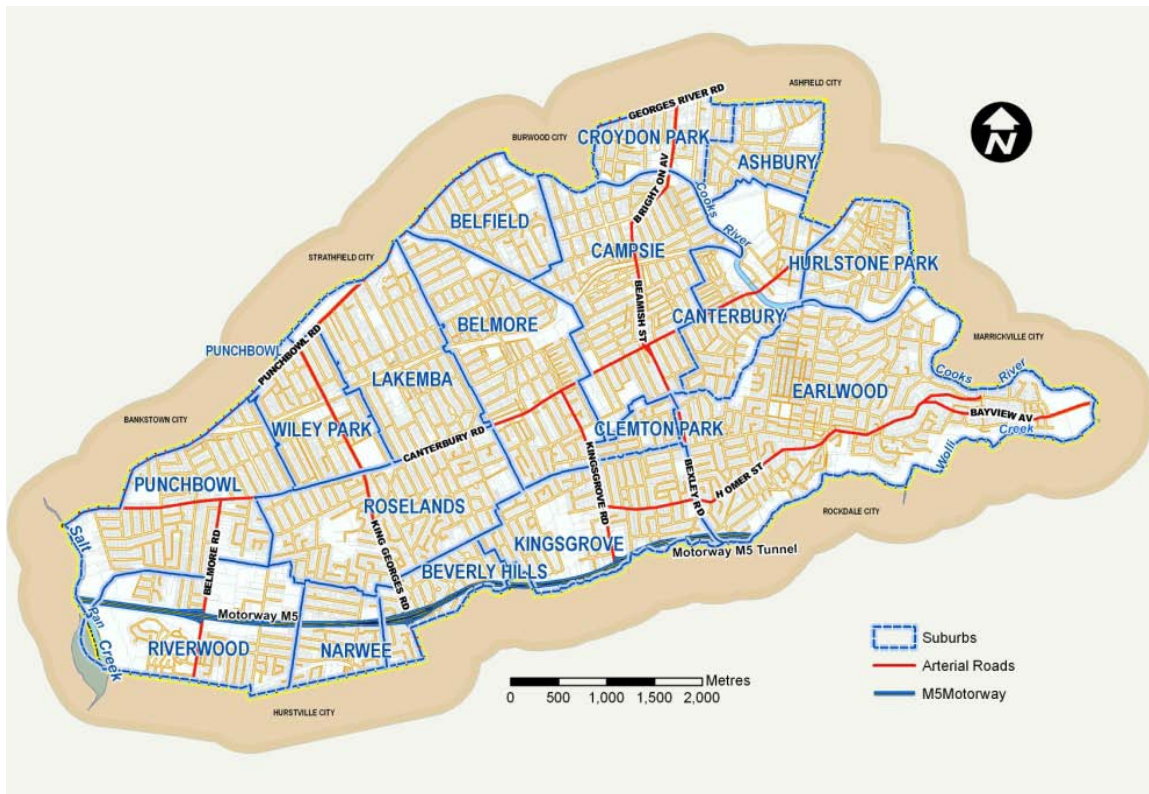 ASHFIELD CITY
GEORGES RIVER RD
BURWOOD CITY
CROYDON PARK
N
ASHBURY
BRIGHTON AV
Cooks
River
BELFIELD
CAMPSIE
STRATHFIELD CITY
HURLSTONE PARK
BEAMISH ST
CANTERBURY
BELMORE
PUNCHBOWL
PUNCHBOWL RD
MARRICKVILLE CITY
LAKEMBA
Cooks River
EARLWOOD
BANKSTOWN CITY
BAYVIEW AV
WILEY PARK
CLEMTON PARK
Wolli Creek
CANTERBURY RD
PUNCHBOWL
KINGSGROVE RD
BEXLEY RD
HOMER ST
ROSELANDS
ROCKDALE CITY
Salt
Pan
Creek
BELMORE RD
KING GEORGES RD
KINGSGROVE
Motorway M5 Tunnel
BEVERLY HILLS
Motorway M5
RIVERWOOD
NARWEE
HURSTVILLE CITY
Metres
0 500 1,000 1,500 2,000
Suburbs
Arterial Roads
M5Motorway